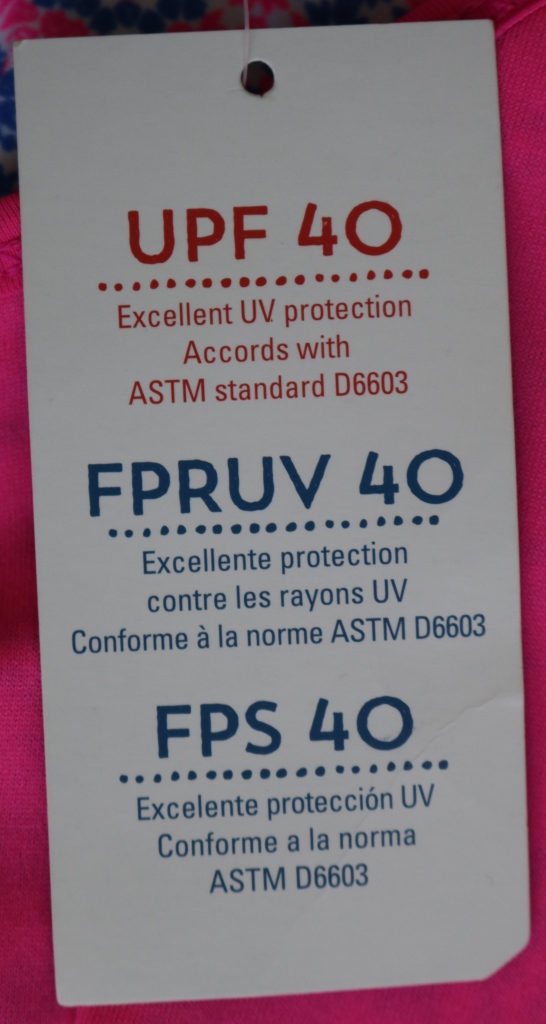 UPF 40
Excellent UV protection
Accords with
ASTM standard D6603
FPRUV 40
Excellente protection
contre les rayons UV
Conforme à la norme ASTM D6603
FPS 40
Excelente protección UV
Conforme a la norma
ASTM D6603